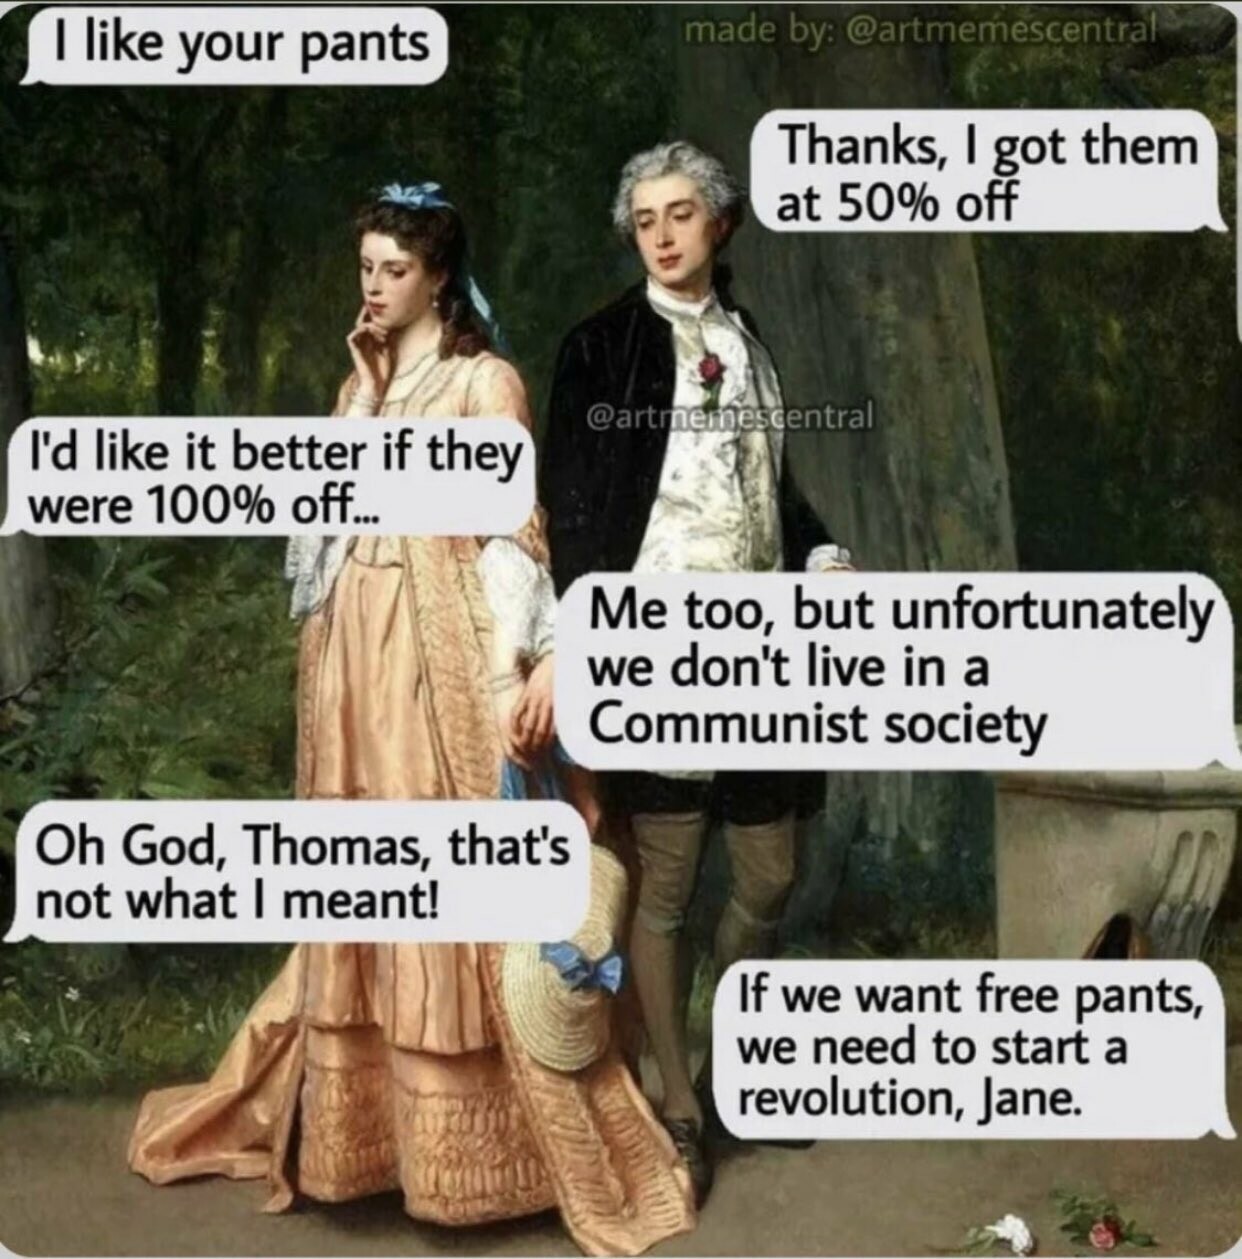 I like your pants
made by: @artmemescentral
Thanks, I got them
at 50% off
@artmemescentral
I'd like it better if they
were 100% off...
Me too, but unfortunately
we don't live in a
Communist society
Oh God, Thomas, that's
not what I meant!
If we want free pants,
we need to start a
revolution, Jane.